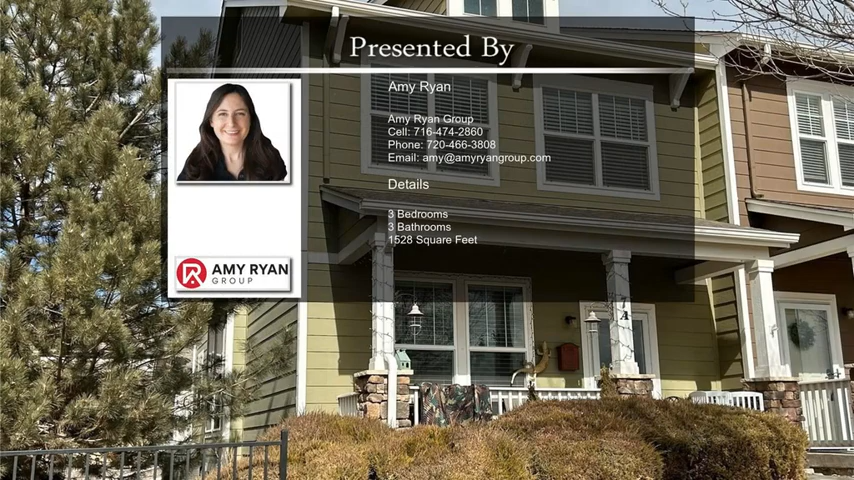 Presented By
Amy Ryan
Amy Ryan Group
Cell: 716-474-2860
Phone: 720-466-3808
Email: amy@amyryangroup.com
Details
3 Bedrooms
3 Bathrooms
1528 Square Feet
AMY RYAN
GROUP
7A